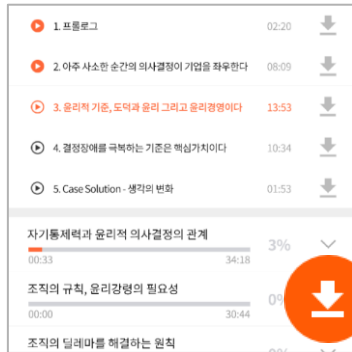 1. 프롤로그 02:20
2. 아주 사소한 순간의 의사결정이 기업을 좌우한다 08:09
3. 윤리적 기준, 도덕과 윤리 그리고 윤리경영이다 13:53
4. 결정장애를 극복하는 기준은 핵심가치이다 10:34
5. Case Solution - 생각의 변화 01:53
자기통제력과 윤리적 의사결정의 관계
3%
00:33 34:18
조직의 규칙, 윤리강령의 필요성
00:00 30:44
조직의 딜레마를 해결하는 원칙